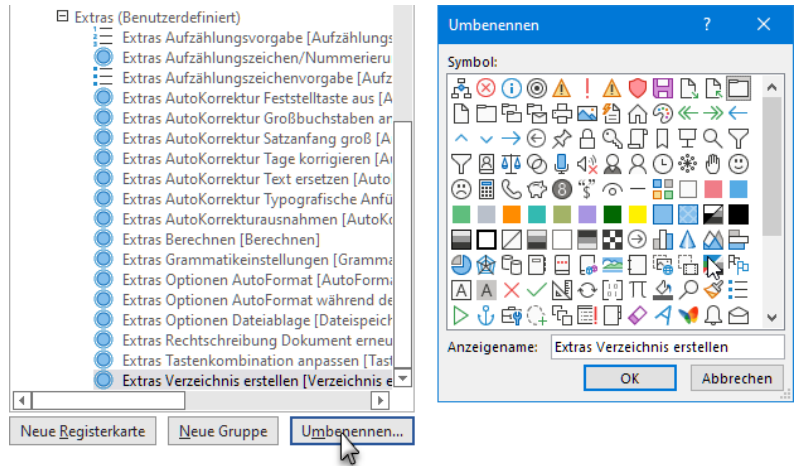 Extras (Benutzerdefiniert)
Extras Aufzählungsvorgabe [Aufzählungs
Extras Aufzählungszeichen/Nummerieru
Extras Aufzählungszeichenvorgabe [Aufz
Extras AutoKorrektur Feststelltaste aus [A
Extras AutoKorrektur Großbuchstaben an
Extras AutoKorrektur Satzanfang groß [A
Extras AutoKorrektur Tage korrigieren [Au
Extras AutoKorrektur Text ersetzen [Auto
Extras AutoKorrektur Typografische Anfü
Extras AutoKorrekturausnahmen [AutoKo
Extras Berechnen [Berechnen]
Extras Grammatikeinstellungen [Gramma
Extras Optionen AutoFormat [AutoForma
Extras Optionen AutoFormat während de
Extras Optionen Dateiablage [Dateispeich
Extras Rechtschreibung Dokument erneu
Extras Tastenkombination anpassen [Tast
Extras Verzeichnis erstellen [Verzeichnis e
Neue Registerkarte Neue Gruppe Umbenennen...
Umbenennen
Symbol:
Anzeigename: Extras Verzeichnis erstellen
OK Abbrechen